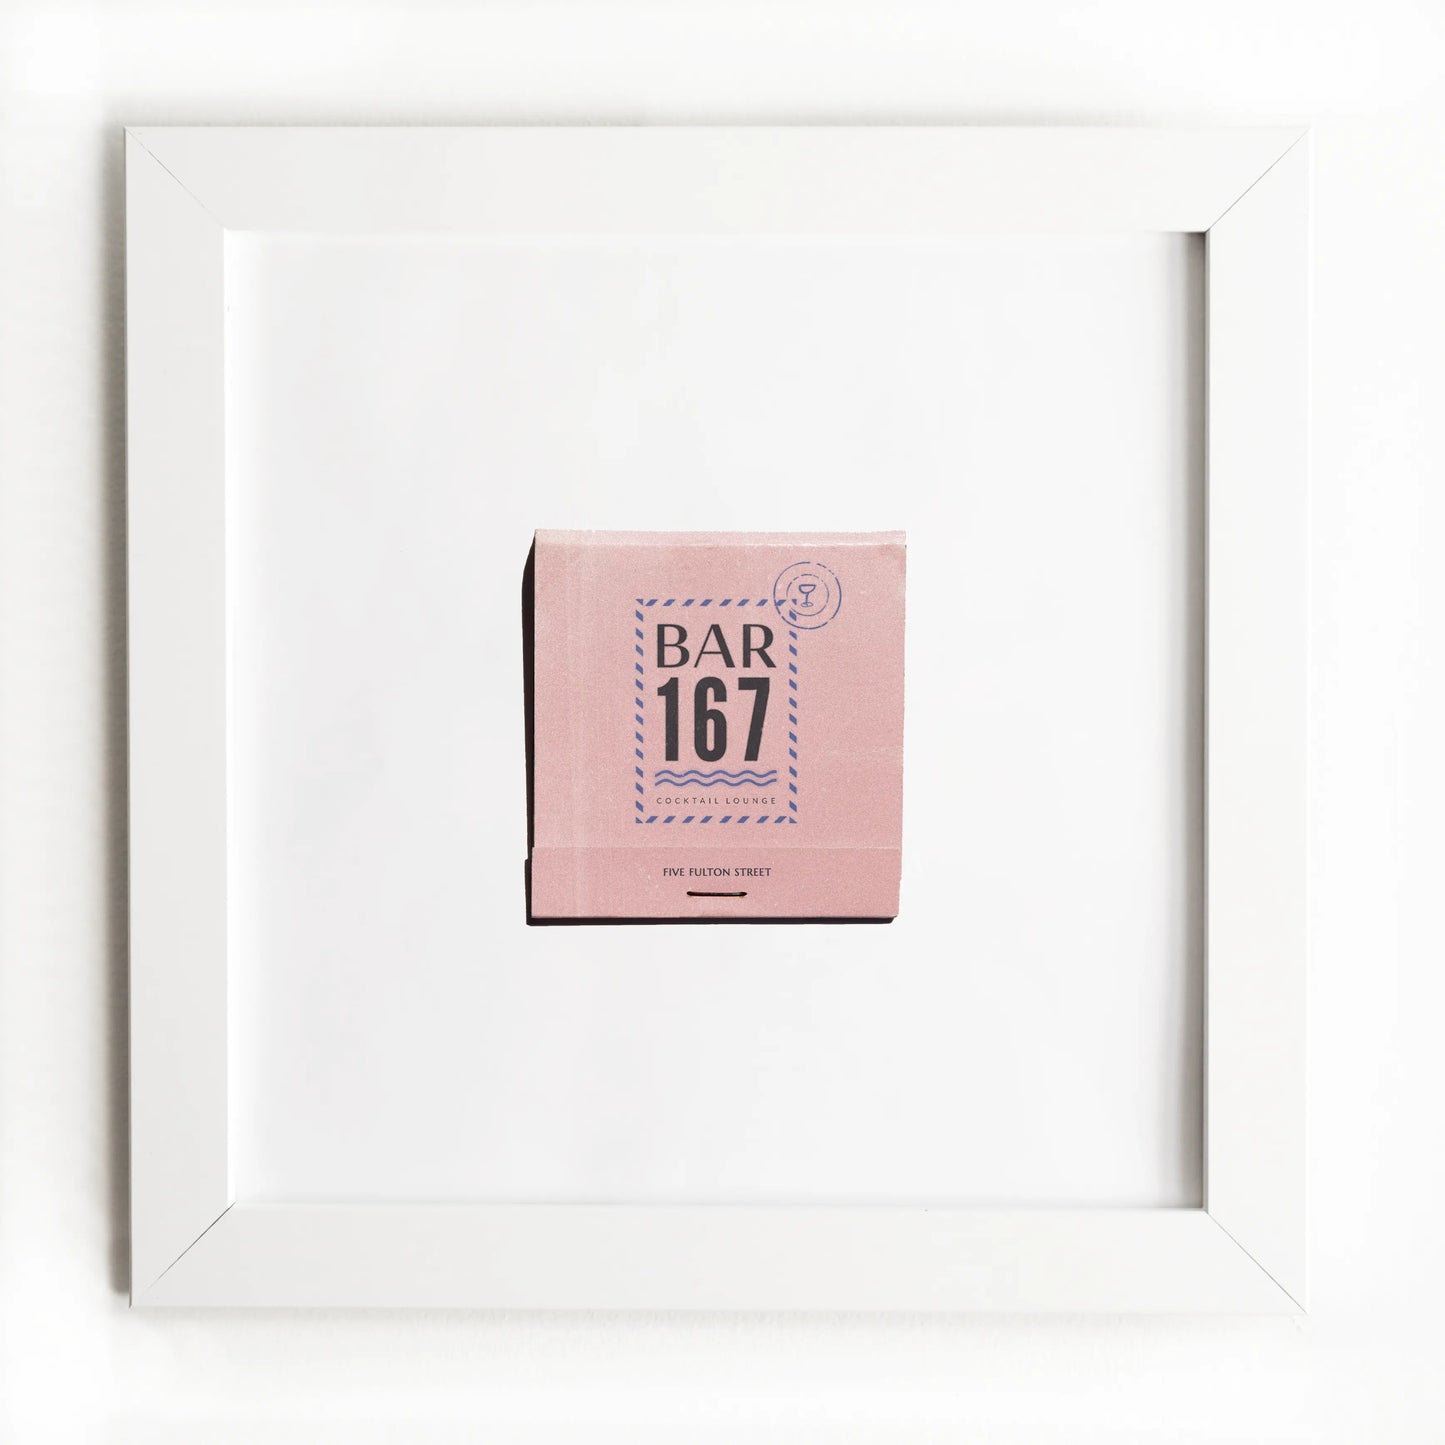 BAR
167
COCKTAIL LOUNGE
FIVE FULTON STREET